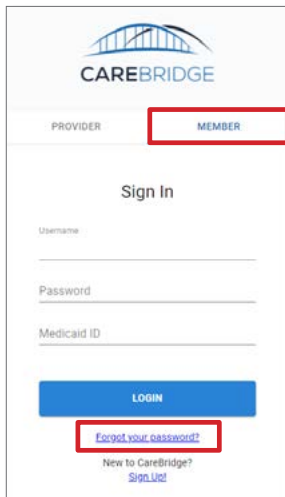 CAREBRIDGE
PROVIDER MEMBER
Sign In
Username
Password
Medicaid ID
LOGIN
Forgot your password?
New to CareBridge?
Sign Up!